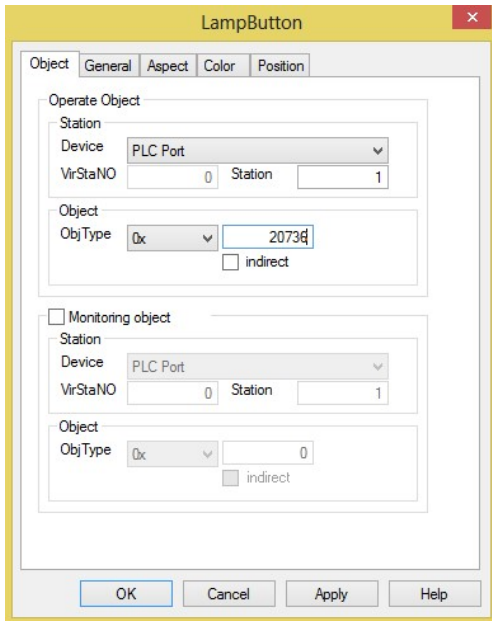 LampButton
Object General Aspect Color Position
Operate Object
Station
Device PLC Port
VirStaNO 0 Station 1
Object
ObjType 0x 20736
indirect
Monitoring object
Station
Device PLC Port
VirStaNO 0 Station 1
Object
ObjType 0x 0
indirect
OK Cancel Apply Help